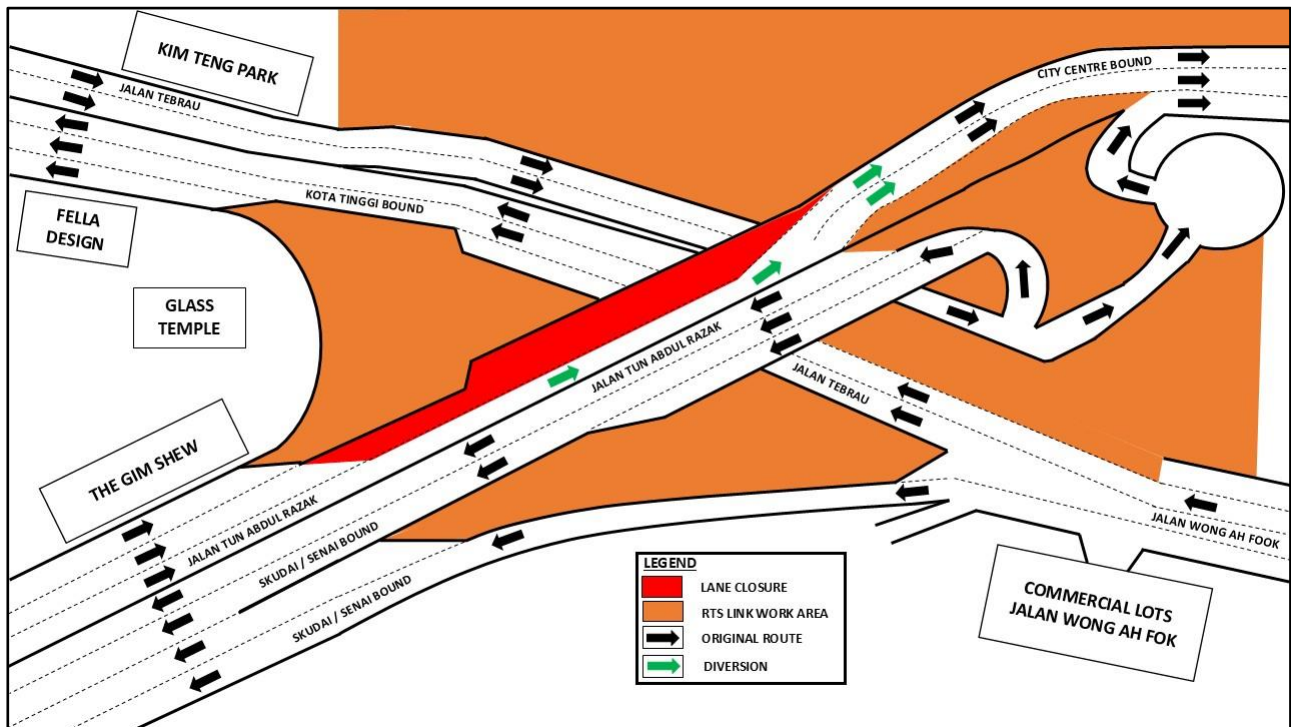 KIM TENG PARK
JALAN TEBRAU
CITY CENTRE BOUND
KOTA TINGGI BOUND
FELLA
DESIGN
GLASS
TEMPLE
JALAN TUN ABDUL RAZAK
JALAN TEBRAU
THE GIM SHEW
JALAN TUN ABDUL RAZAK
SKUDAI / SENAI BOUND
SKUDAI / SENAI BOUND
JALAN WONG AH FOOK
COMMERCIAL LOTS
JALAN WONG AH FOK
LEGEND
LANE CLOSURE
RTS LINK WORK AREA
ORIGINAL ROUTE
DIVERSION